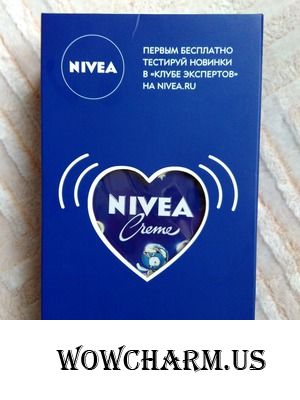 NIVEA
ПЕРВЫМ БЕСПЛАТНО
ТЕСТИРУЙ НОВИНКИ
В «КЛУБЕ ЭКСПЕРТОВ»
НА NIVEA.RU
NIVEA
Creme
WOWCHARM.US